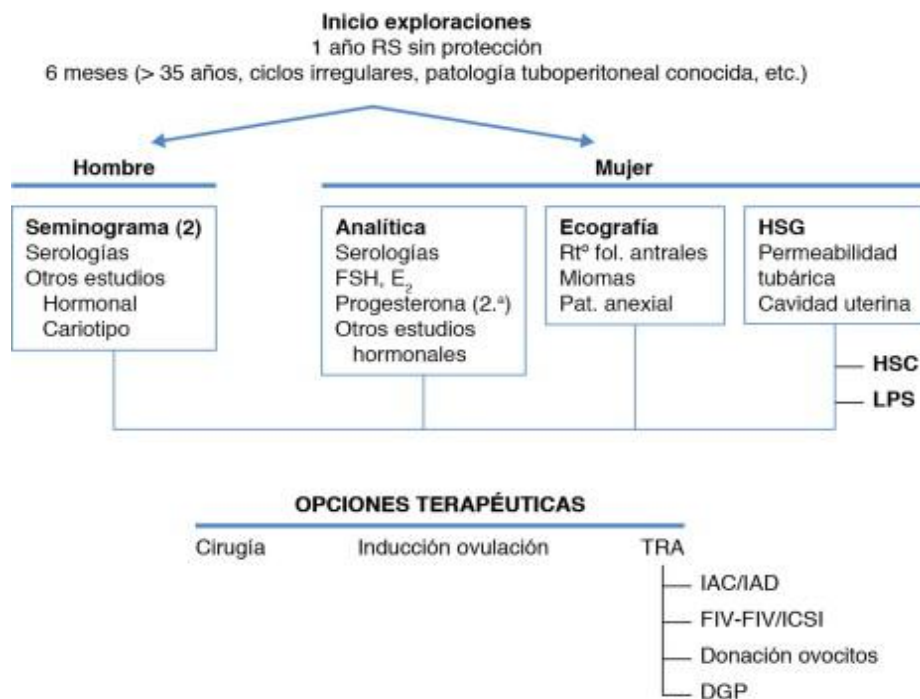 Inicio exploraciones
1 año RS sin protección
6 meses (> 35 años, ciclos irregulares, patología tuboperitoneal conocida, etc.)
Hombre
Mujer
Seminograma (2)
Serologías
Otros estudios
Hormonal
Cariotipo
Analítica
Serologías
FSH, E₂
Progesterona (2.ª)
Otros estudios
hormonales
Ecografía
Rtº fol. antrales
Miomas
Pat. anexial
HSG
Permeabilidad
tubárica
Cavidad uterina
HSC
LPS
OPCIONES TERAPÉUTICAS
Cirugía
Inducción ovulación
TRA
IAC/IAD
FIV-FIV/ICSI
Donación ovocitos
DGP